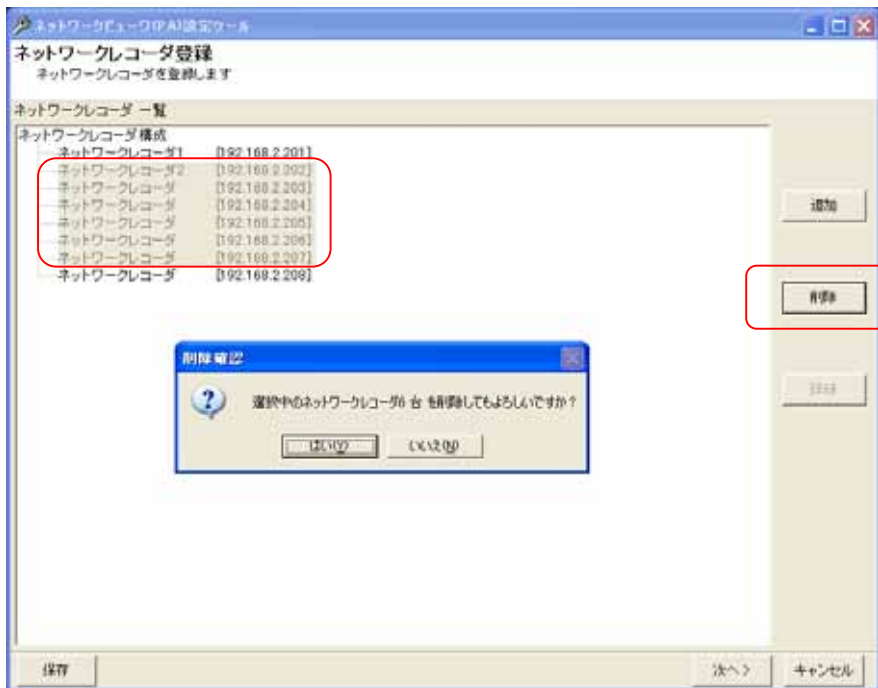 ネットワークビューワ(PA)設定ツール
ネットワークレコーダ登録
ネットワークレコーダを登録します
ネットワークレコーダ 一覧
ネットワークレコーダ構成
ネットワークレコーダ1 [192.168.2.201]
ネットワークレコーダ2 [192.168.2.202]
ネットワークレコーダ [192.168.2.203]
ネットワークレコーダ [192.168.2.204]
ネットワークレコーダ [192.168.2.205]
ネットワークレコーダ [192.168.2.206]
ネットワークレコーダ [192.168.2.207]
ネットワークレコーダ [192.168.2.208]
追加
削除
削除確認
選択中のネットワークレコーダ6 台 を削除してもよろしいですか?
はい(Y) いいえ(N)
保存 次へ> キャンセル